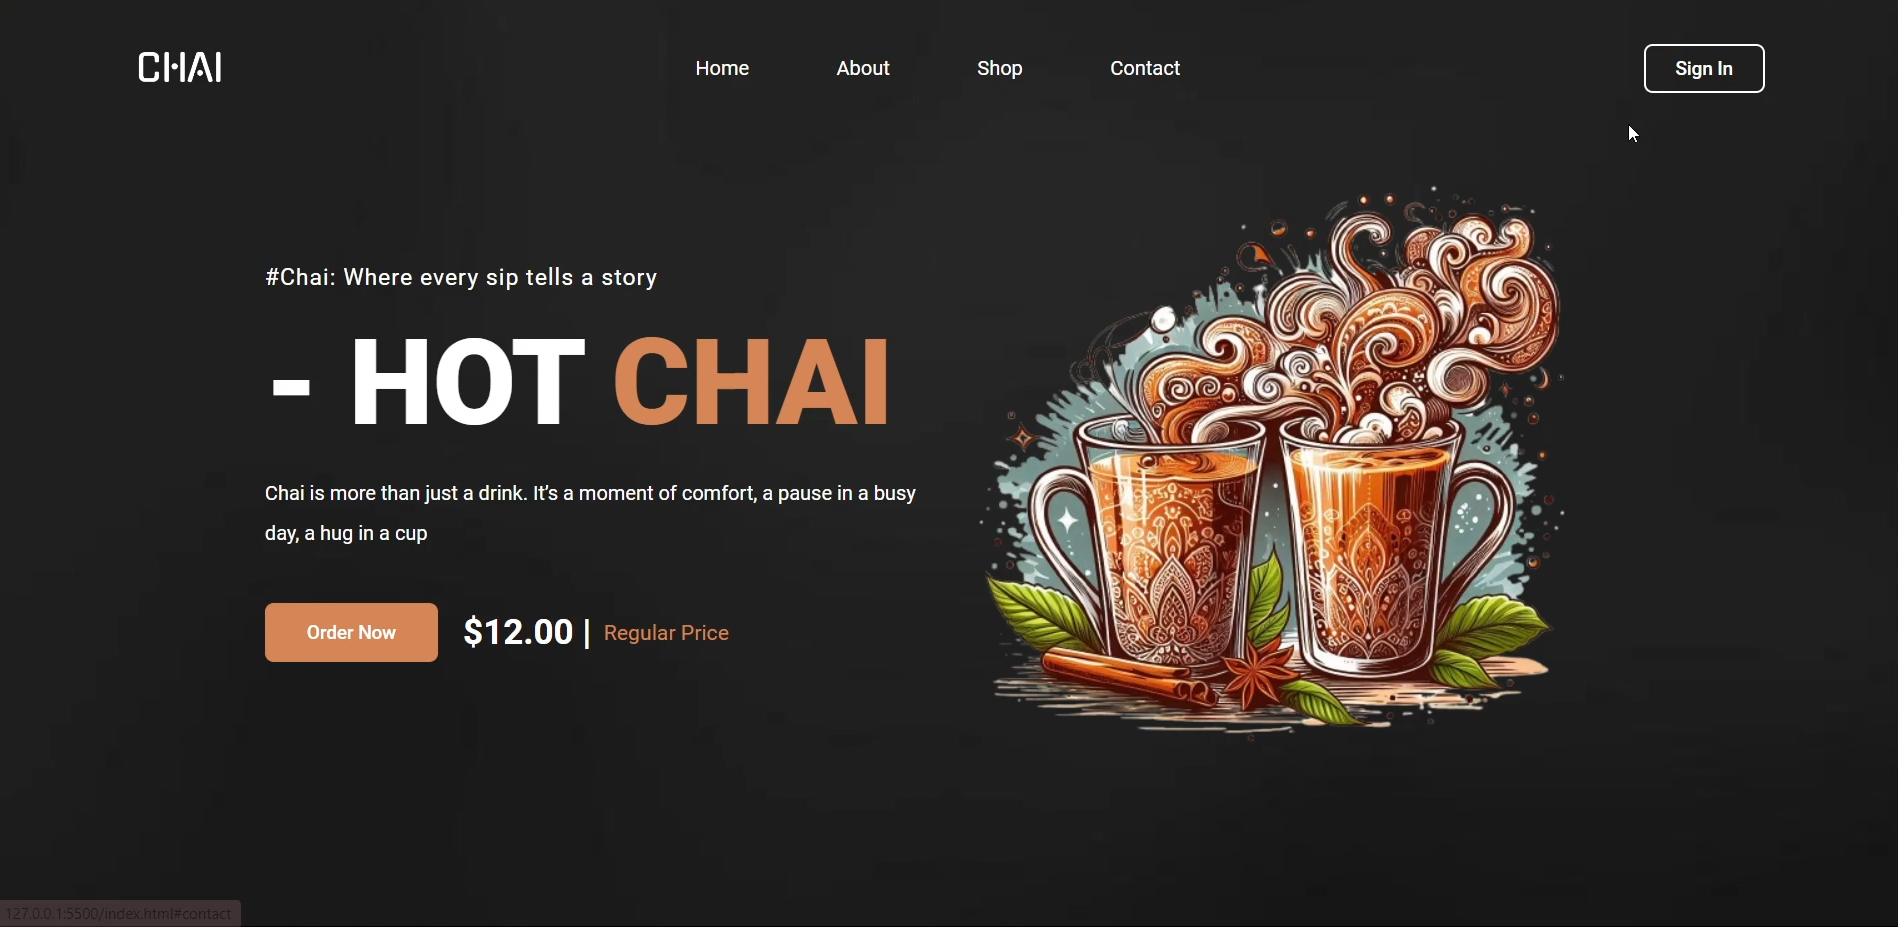 CHAI
Home
About
Shop
Contact
Sign In
#Chai: Where every sip tells a story
- HOT CHAI
Chai is more than just a drink. It’s a moment of comfort, a pause in a busy
day, a hug in a cup
Order Now
$12.00 | Regular Price
127.0.0.1:5500/index.html#contact